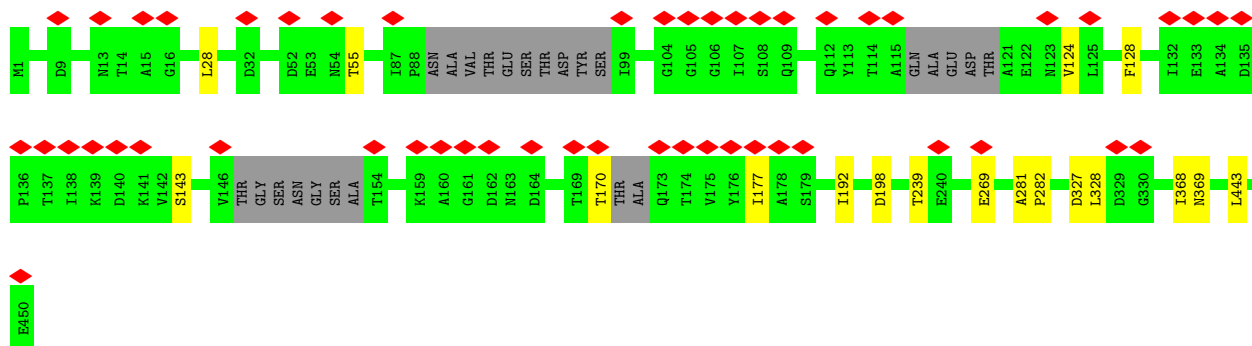 M1 D9 N13 T14 A15 G16 L28 D32 D52 E53 N54 T55 I87 P88 ASN ALA VAL THR GLU SER THR ASP TYR SER I99 G104 G105 G106 I107 S108 Q109 Q112 Y113 T114 A115 GLN ALA GLU ASP THR A121 E122 N123 V124 L125 F128 I132 E133 A134 D135
P136 T137 I138 K139 D140 K141 V142 S143 V146 THR GLY SER ASN GLY SER ALA T154 K159 A160 G161 D162 N163 D164 T169 T170 THR ALA Q173 T174 V175 Y176 I177 A178 S179 I192 D198 T239 E240 E269 A281 P282 D327 L328 D329 G330 I368 N369 L443
E450